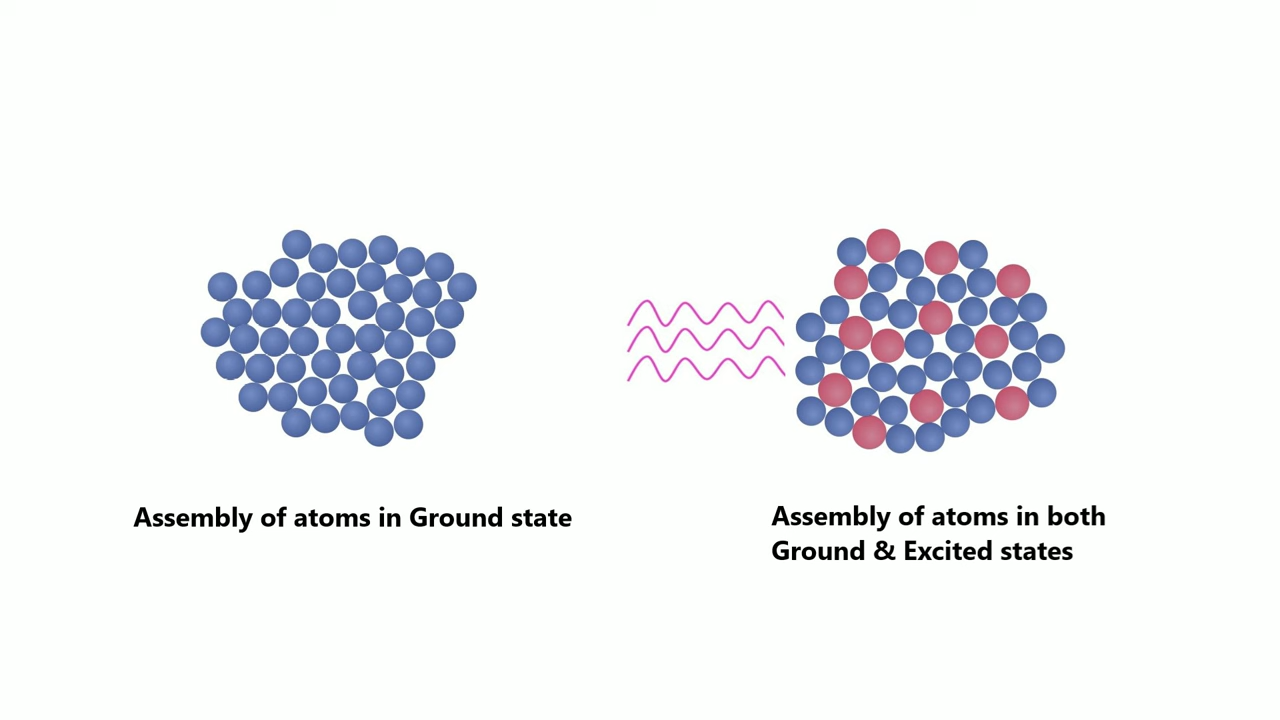 Assembly of atoms in Ground state
Assembly of atoms in both
Ground & Excited states